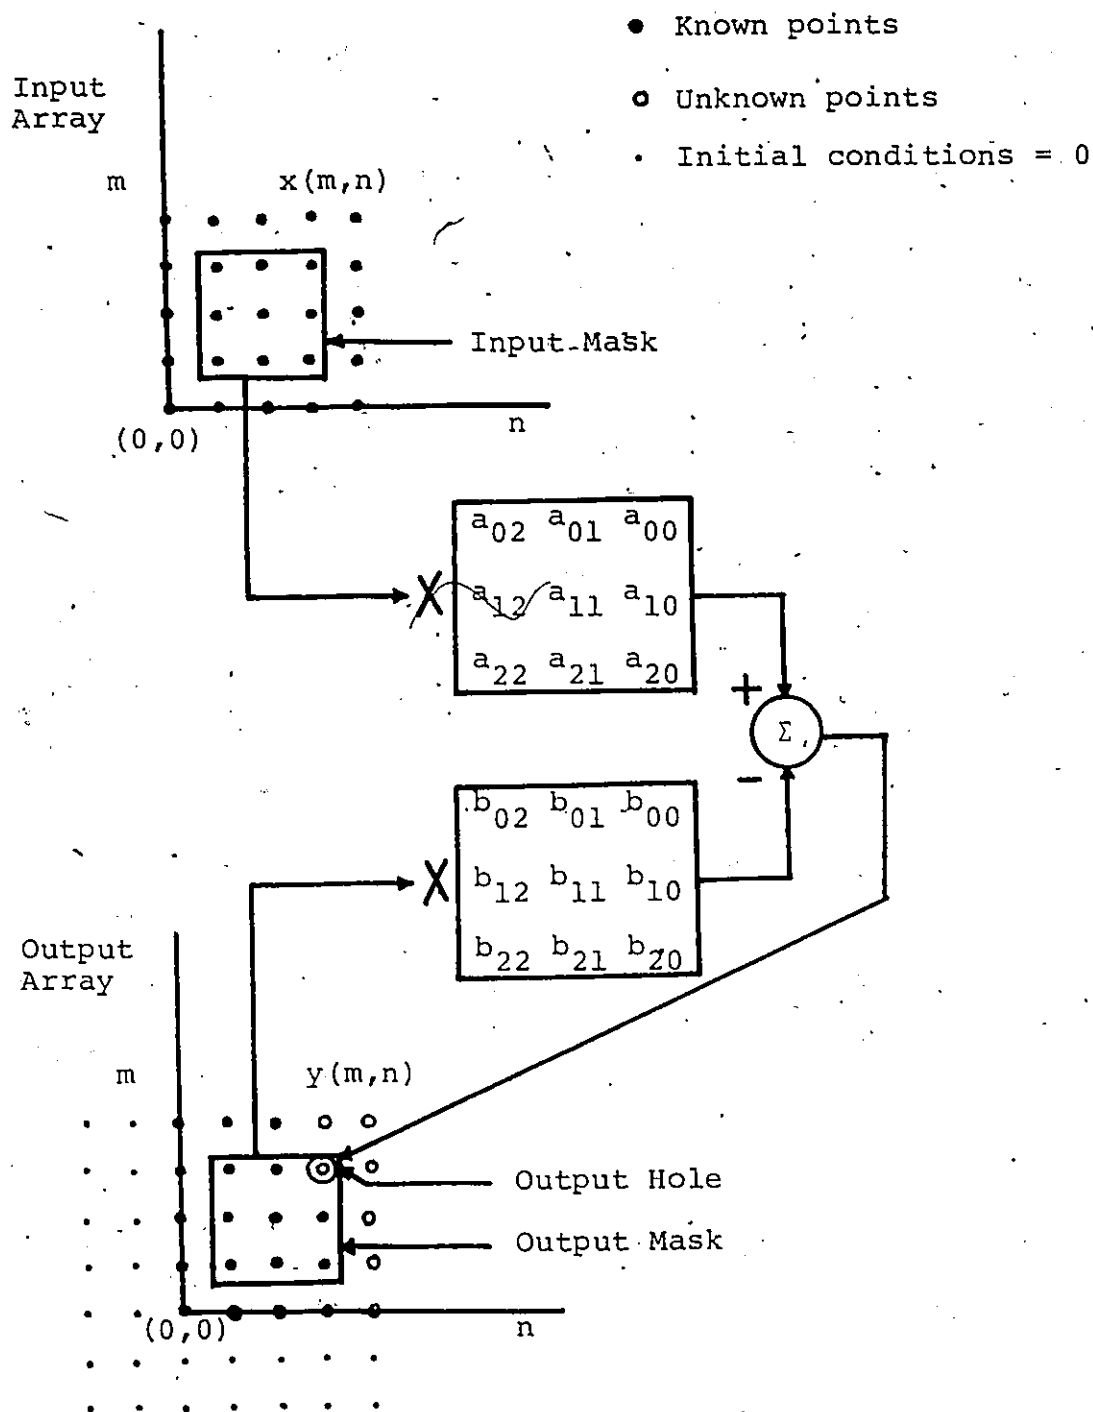 Known points
Input
Array
Unknown points
Initial conditions = 0
m
x(m,n)
Input Mask
n
(0,0)
a02 a01 a00
X
a12 a11 a10
a22 a21 a20
+
Σ
-
b02 b01 b00
X
b12 b11 b10
b22 b21 b20
Output
Array
m
y(m,n)
Output Hole
Output Mask
(0,0)
n